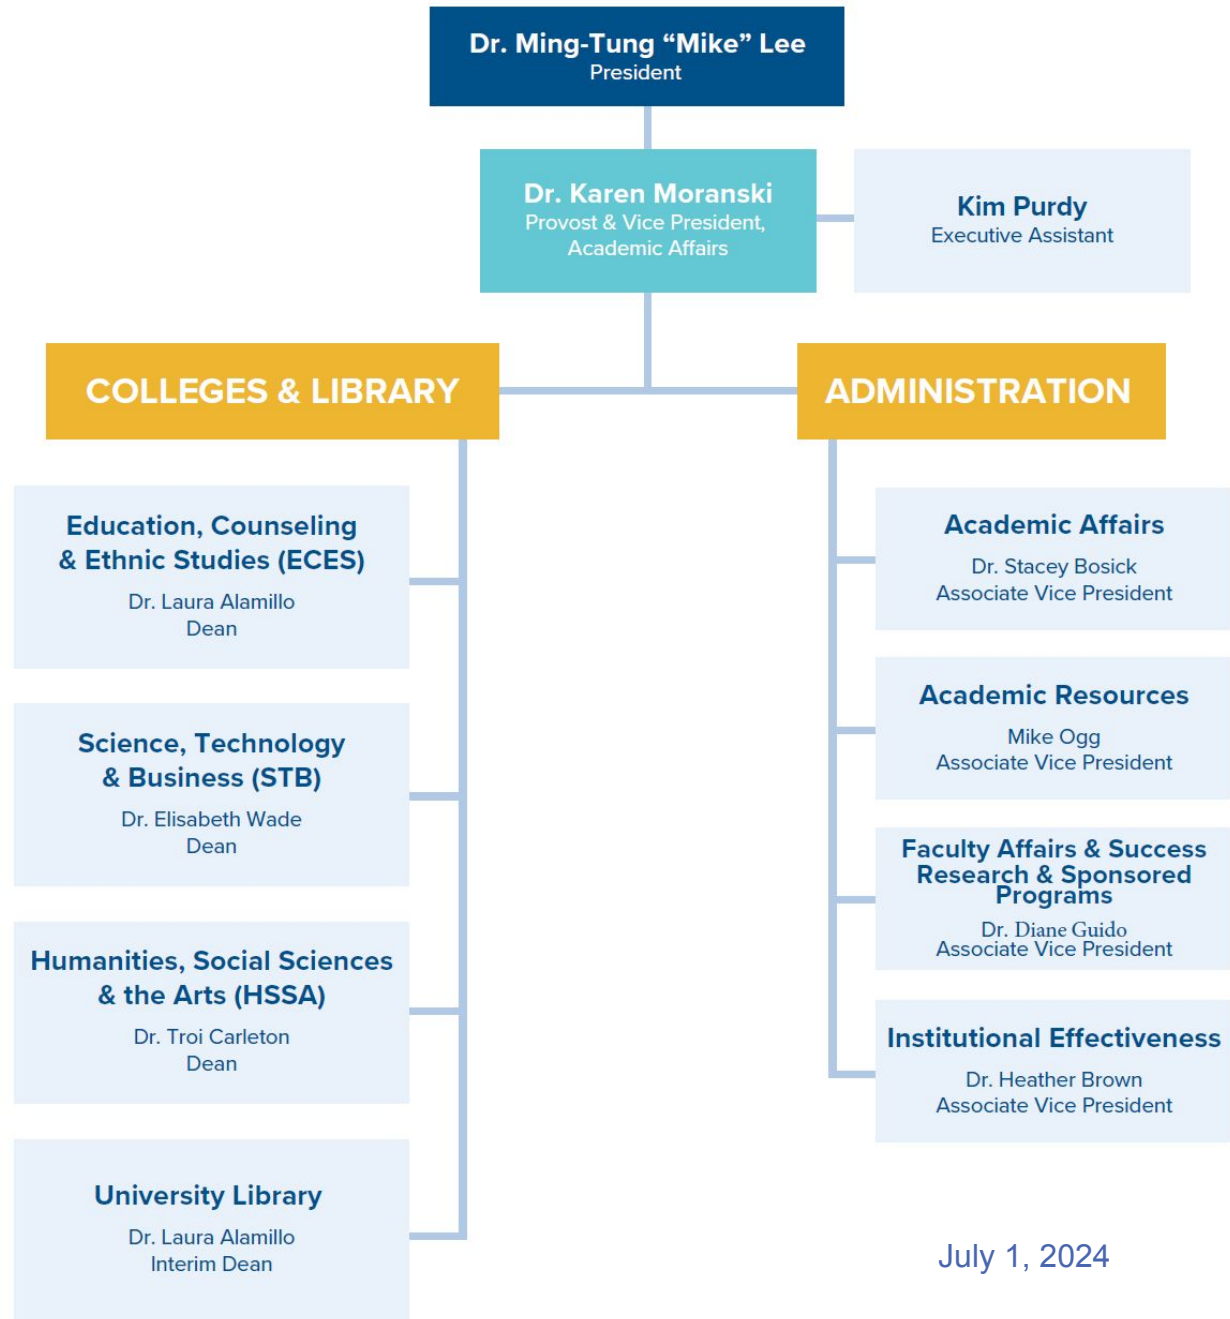 Dr. Ming-Tung “Mike” Lee
President
Dr. Karen Moranski
Provost & Vice President,
Academic Affairs
Kim Purdy
Executive Assistant
COLLEGES & LIBRARY
Education, Counseling
& Ethnic Studies (ECES)
Dr. Laura Alamillo
Dean
Science, Technology
& Business (STB)
Dr. Elisabeth Wade
Dean
Humanities, Social Sciences
& the Arts (HSSA)
Dr. Troi Carleton
Dean
University Library
Dr. Laura Alamillo
Interim Dean
ADMINISTRATION
Academic Affairs
Dr. Stacey Bosick
Associate Vice President
Academic Resources
Mike Ogg
Associate Vice President
Faculty Affairs & Success
Research & Sponsored
Programs
Dr. Diane Guido
Associate Vice President
Institutional Effectiveness
Dr. Heather Brown
Associate Vice President
July 1, 2024